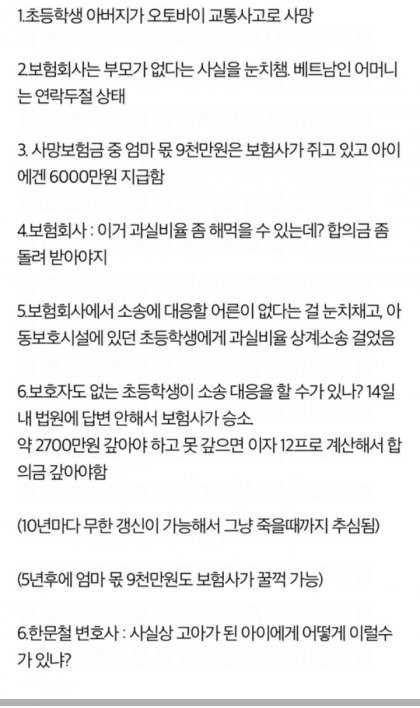 1.초등학생 아버지가 오토바이 교통사고로 사망
2.보험회사는 부모가 없다는 사실을 눈치챔. 베트남인 어머니
는 연락두절 상태
3. 사망보험금 중 엄마 몫 9천만원은 보험사가 쥐고 있고 아이
에겐 6000만원 지급함
4.보험회사 : 이거 과실비율 좀 해먹을 수 있는데? 합의금 좀
돌려 받아야지
5.보험회사에서 소송에 대응할 어른이 없다는 걸 눈치채고, 아
동보호시설에 있던 초등학생에게 과실비율 상계소송 걸었음
6.보호자도 없는 초등학생이 소송 대응을 할 수가 있나? 14일
내 법원에 답변 안해서 보험사가 승소.
약 2700만원 갚아야 하고 못 갚으면 이자 12프로 계산해서 합
의금 갚아야함
(10년마다 무한 갱신이 가능해서 그냥 죽을때까지 추심됨)
(5년후에 엄마 몫 9천만원도 보험사가 꿀꺽 가능)
6.한문철 변호사 : 사실상 고아가 된 아이에게 어떻게 이럴수
가 있냐?